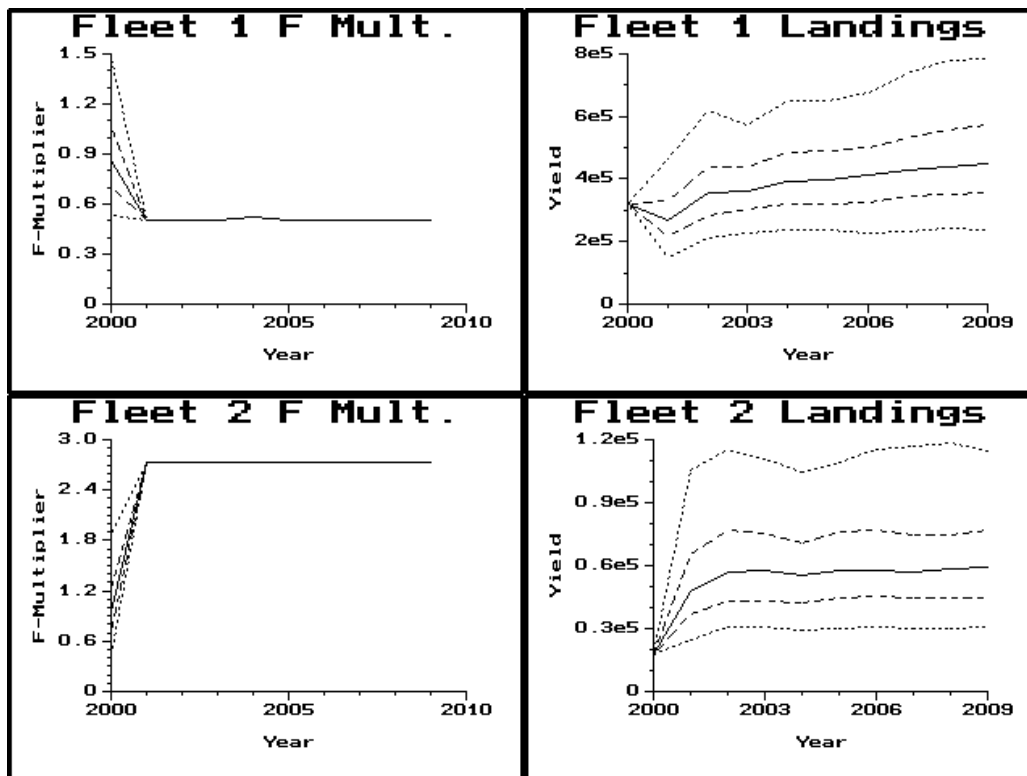 Fleet 1 F Mult.
1.5
1.2
0.9
0.6
0.3
0
F-Multiplier
2000
2005
2010
Year
Fleet 1 Landings
8e5
6e5
4e5
2e5
0
Yield
2000
2003
2006
2009
Year
Fleet 2 F Mult.
3.0
2.4
1.8
1.2
0.6
0
F-Multiplier
2000
2005
2010
Year
Fleet 2 Landings
1.2e5
0.9e5
0.6e5
0.3e5
0
Yield
2000
2003
2006
2009
Year